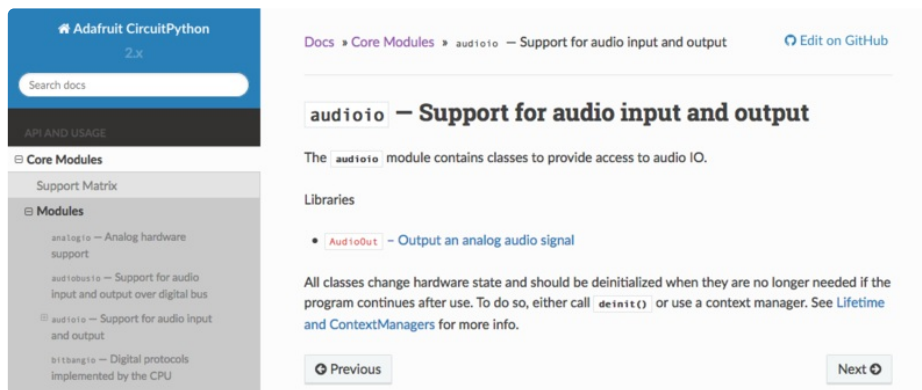 Adafruit CircuitPython
2.x
Search docs
API AND USAGE
Core Modules
Support Matrix
Modules
analogio — Analog hardware
support
audiobusio — Support for audio
input and output over digital bus
audioio — Support for audio input
and output
bitbangio — Digital protocols
implemented by the CPU
Docs » Core Modules » audioio — Support for audio input and output
Edit on GitHub
audioio — Support for audio input and output
The audioio module contains classes to provide access to audio IO.
Libraries
• AudioOut – Output an analog audio signal
All classes change hardware state and should be deinitialized when they are no longer needed if the
program continues after use. To do so, either call deinit() or use a context manager. See Lifetime
and ContextManagers for more info.
Previous
Next